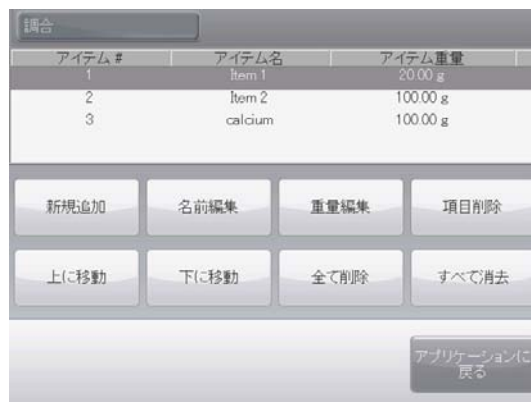 調合
アイテム # アイテム名 アイテム重量
1 Item 1 20.00 g
2 Item 2 100.00 g
3 calcium 100.00 g
新規追加 名前編集 重量編集 項目削除
上に移動 下に移動 全て削除 すべて消去
アプリケーションに
戻る